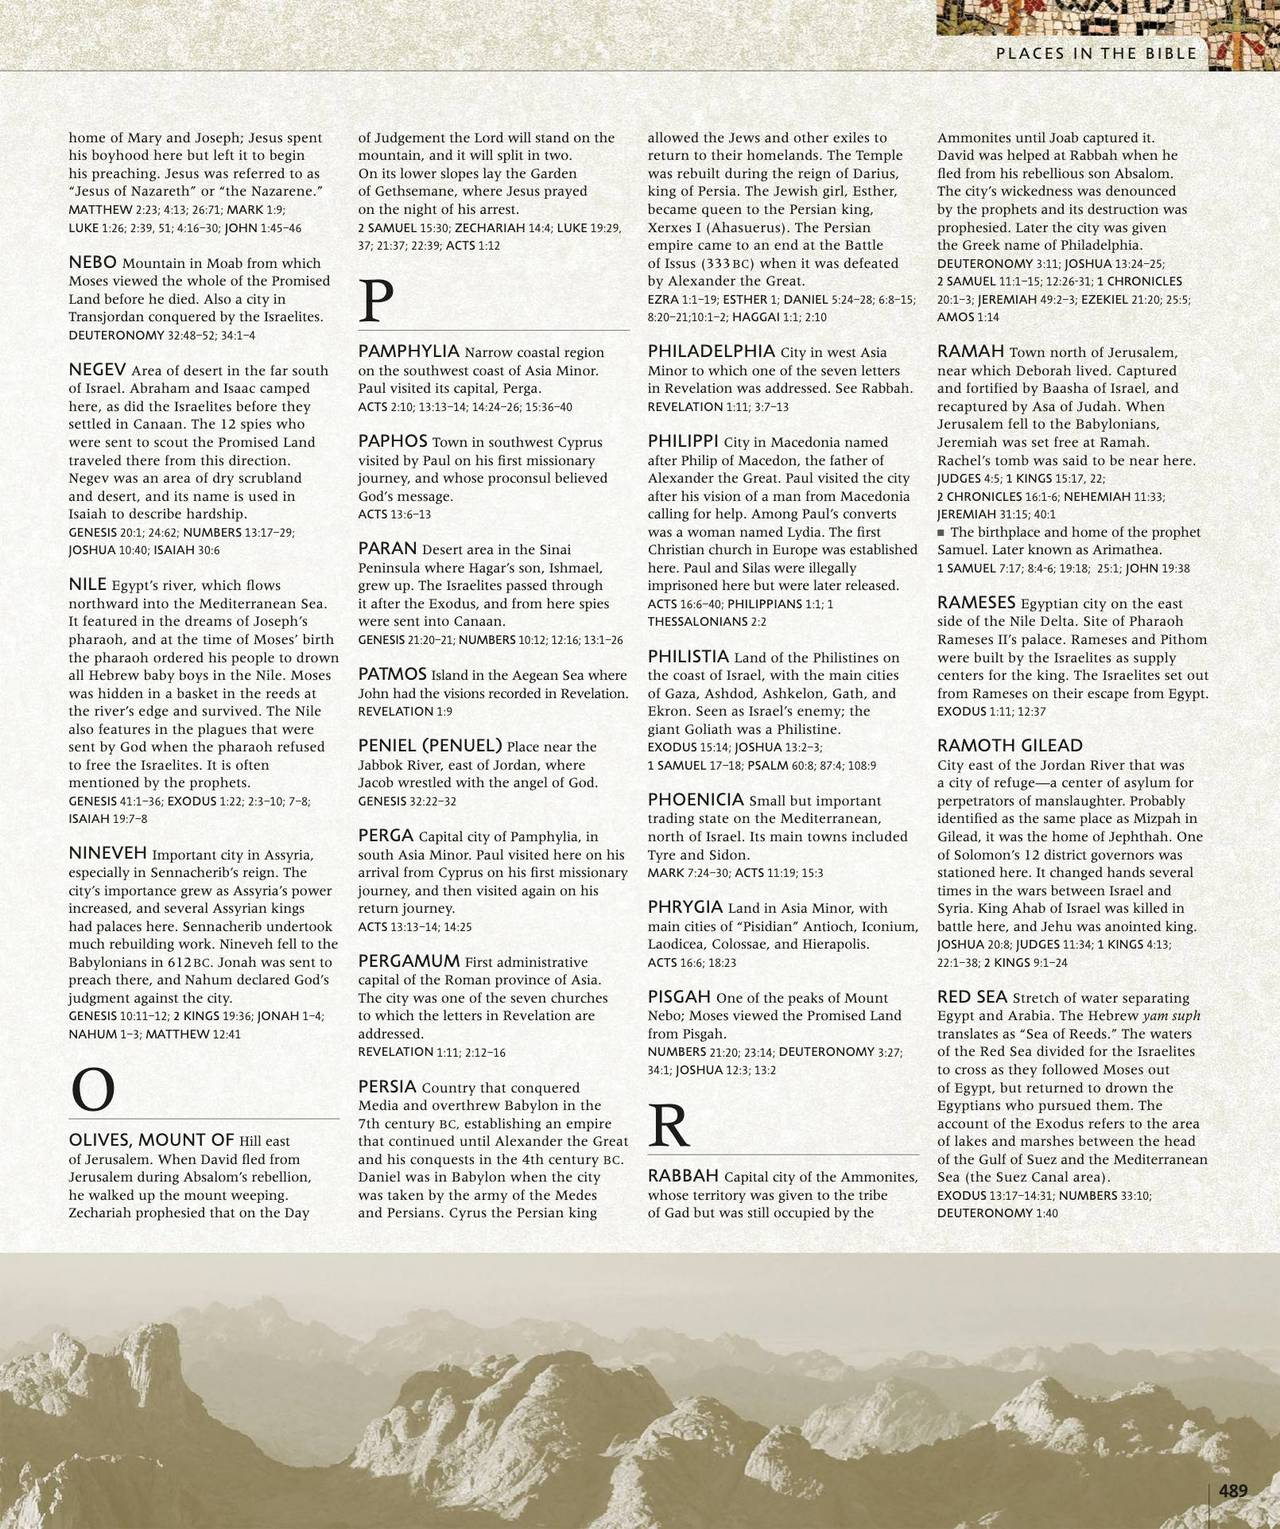 PLACES IN THE BIBLE
home of Mary and Joseph; Jesus spent
his boyhood here but left it to begin
his preaching. Jesus was referred to as
“Jesus of Nazareth” or “the Nazarene.”
MATTHEW 2:23; 4:13; 26:71; MARK 1:9;
LUKE 1:26; 2:39, 51; 4:16–30; JOHN 1:45–46
NEBO Mountain in Moab from which
Moses viewed the whole of the Promised
Land before he died. Also a city in
Transjordan conquered by the Israelites.
DEUTERONOMY 32:48–52; 34:1–4
NEGEV Area of desert in the far south
of Israel. Abraham and Isaac camped
here, as did the Israelites before they
settled in Canaan. The 12 spies who
were sent to scout the Promised Land
traveled there from this direction.
Negev was an area of dry scrubland
and desert, and its name is used in
Isaiah to describe hardship.
GENESIS 20:1; 24:62; NUMBERS 13:17–29;
JOSHUA 10:40; ISAIAH 30:6
NILE Egypt’s river, which flows
northward into the Mediterranean Sea.
It featured in the dreams of Joseph’s
pharaoh, and at the time of Moses’ birth
the pharaoh ordered his people to drown
all Hebrew baby boys in the Nile. Moses
was hidden in a basket in the reeds at
the river’s edge and survived. The Nile
also features in the plagues that were
sent by God when the pharaoh refused
to free the Israelites. It is often
mentioned by the prophets.
GENESIS 41:1–36; EXODUS 1:22; 2:3–10; 7–8;
ISAIAH 19:7–8
NINEVEH Important city in Assyria,
especially in Sennacherib’s reign. The
city’s importance grew as Assyria’s power
increased, and several Assyrian kings
had palaces here. Sennacherib undertook
much rebuilding work. Nineveh fell to the
Babylonians in 612 BC. Jonah was sent to
preach there, and Nahum declared God’s
judgment against the city.
GENESIS 10:11–12; 2 KINGS 19:36; JONAH 1–4;
NAHUM 1–3; MATTHEW 12:41
O
OLIVES, MOUNT OF Hill east
of Jerusalem. When David fled from
Jerusalem during Absalom’s rebellion,
he walked up the mount weeping.
Zechariah prophesied that on the Day
of Judgement the Lord will stand on the
mountain, and it will split in two.
On its lower slopes lay the Garden
of Gethsemane, where Jesus prayed
on the night of his arrest.
2 SAMUEL 15:30; ZECHARIAH 14:4; LUKE 19:29,
37; 21:37; 22:39; ACTS 1:12
P
PAMPHYLIA Narrow coastal region
on the southwest coast of Asia Minor.
Paul visited its capital, Perga.
ACTS 2:10; 13:13–14; 14:24–26; 15:36–40
PAPHOS Town in southwest Cyprus
visited by Paul on his first missionary
journey, and whose proconsul believed
God’s message.
ACTS 13:6–13
PARAN Desert area in the Sinai
Peninsula where Hagar’s son, Ishmael,
grew up. The Israelites passed through
it after the Exodus, and from here spies
were sent into Canaan.
GENESIS 21:20–21; NUMBERS 10:12; 12:16; 13:1–26
PATMOS Island in the Aegean Sea where
John had the visions recorded in Revelation.
REVELATION 1:9
PENIEL (PENUEL) Place near the
Jabbok River, east of Jordan, where
Jacob wrestled with the angel of God.
GENESIS 32:22–32
PERGA Capital city of Pamphylia, in
south Asia Minor. Paul visited here on his
arrival from Cyprus on his first missionary
journey, and then visited again on his
return journey.
ACTS 13:13–14; 14:25
PERGAMUM First administrative
capital of the Roman province of Asia.
The city was one of the seven churches
to which the letters in Revelation are
addressed.
REVELATION 1:11; 2:12–16
PERSIA Country that conquered
Media and overthrew Babylon in the
7th century BC, establishing an empire
that continued until Alexander the Great
and his conquests in the 4th century BC.
Daniel was in Babylon when the city
was taken by the army of the Medes
and Persians. Cyrus the Persian king
allowed the Jews and other exiles to
return to their homelands. The Temple
was rebuilt during the reign of Darius,
king of Persia. The Jewish girl, Esther,
became queen to the Persian king,
Xerxes I (Ahasuerus). The Persian
empire came to an end at the Battle
of Issus (333 BC) when it was defeated
by Alexander the Great.
EZRA 1:1–19; ESTHER 1; DANIEL 5:24–28; 6:8–15;
8:20–21;10:1–2; HAGGAI 1:1; 2:10
PHILADELPHIA City in west Asia
Minor to which one of the seven letters
in Revelation was addressed. See Rabbah.
REVELATION 1:11; 3:7–13
PHILIPPI City in Macedonia named
after Philip of Macedon, the father of
Alexander the Great. Paul visited the city
after his vision of a man from Macedonia
calling for help. Among Paul’s converts
was a woman named Lydia. The first
Christian church in Europe was established
here. Paul and Silas were illegally
imprisoned here but were later released.
ACTS 16:6–40; PHILIPPIANS 1:1; 1
THESSALONIANS 2:2
PHILISTIA Land of the Philistines on
the coast of Israel, with the main cities
of Gaza, Ashdod, Ashkelon, Gath, and
Ekron. Seen as Israel’s enemy; the
giant Goliath was a Philistine.
EXODUS 15:14; JOSHUA 13:2–3;
1 SAMUEL 17–18; PSALM 60:8; 87:4; 108:9
PHOENICIA Small but important
trading state on the Mediterranean,
north of Israel. Its main towns included
Tyre and Sidon.
MARK 7:24–30; ACTS 11:19; 15:3
PHRYGIA Land in Asia Minor, with
main cities of “Pisidian” Antioch, Iconium,
Laodicea, Colossae, and Hierapolis.
ACTS 16:6; 18:23
PISGAH One of the peaks of Mount
Nebo; Moses viewed the Promised Land
from Pisgah.
NUMBERS 21:20; 23:14; DEUTERONOMY 3:27;
34:1; JOSHUA 12:3; 13:2
R
RABBAH Capital city of the Ammonites,
whose territory was given to the tribe
of Gad but was still occupied by the
Ammonites until Joab captured it.
David was helped at Rabbah when he
fled from his rebellious son Absalom.
The city’s wickedness was denounced
by the prophets and its destruction was
prophesied. Later the city was given
the Greek name of Philadelphia.
DEUTERONOMY 3:11; JOSHUA 13:24–25;
2 SAMUEL 11:1–15; 12:26-31; 1 CHRONICLES
20:1–3; JEREMIAH 49:2–3; EZEKIEL 21:20; 25:5;
AMOS 1:14
RAMAH Town north of Jerusalem,
near which Deborah lived. Captured
and fortified by Baasha of Israel, and
recaptured by Asa of Judah. When
Jerusalem fell to the Babylonians,
Jeremiah was set free at Ramah.
Rachel’s tomb was said to be near here.
JUDGES 4:5; 1 KINGS 15:17, 22;
2 CHRONICLES 16:1-6; NEHEMIAH 11:33;
JEREMIAH 31:15; 40:1
■ The birthplace and home of the prophet
Samuel. Later known as Arimathea.
1 SAMUEL 7:17; 8:4-6; 19:18; 25:1; JOHN 19:38
RAMESES Egyptian city on the east
side of the Nile Delta. Site of Pharaoh
Rameses II’s palace. Rameses and Pithom
were built by the Israelites as supply
centers for the king. The Israelites set out
from Rameses on their escape from Egypt.
EXODUS 1:11; 12:37
RAMOTH GILEAD
City east of the Jordan River that was
a city of refuge—a center of asylum for
perpetrators of manslaughter. Probably
identified as the same place as Mizpah in
Gilead, it was the home of Jephthah. One
of Solomon’s 12 district governors was
stationed here. It changed hands several
times in the wars between Israel and
Syria. King Ahab of Israel was killed in
battle here, and Jehu was anointed king.
JOSHUA 20:8; JUDGES 11:34; 1 KINGS 4:13;
22:1–38; 2 KINGS 9:1–24
RED SEA Stretch of water separating
Egypt and Arabia. The Hebrew yam suph
translates as “Sea of Reeds.” The waters
of the Red Sea divided for the Israelites
to cross as they followed Moses out
of Egypt, but returned to drown the
Egyptians who pursued them. The
account of the Exodus refers to the area
of lakes and marshes between the head
of the Gulf of Suez and the Mediterranean
Sea (the Suez Canal area).
EXODUS 13:17–14:31; NUMBERS 33:10;
DEUTERONOMY 1:40
489